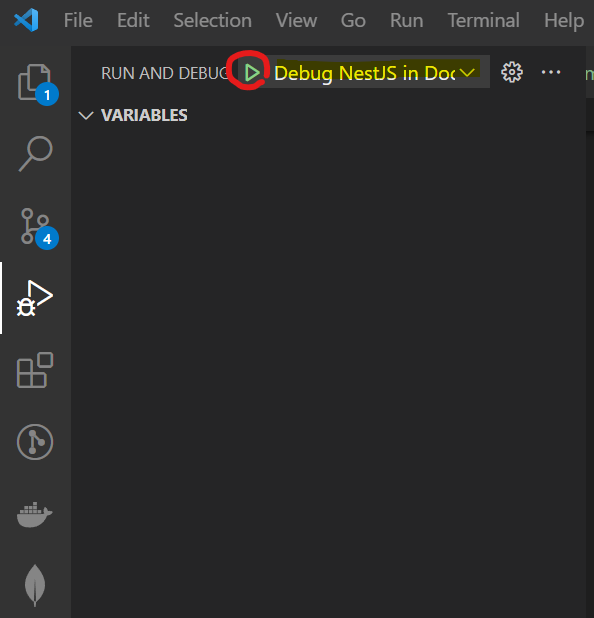 File Edit Selection View Go Run Terminal Help
RUN AND DEBUG Debug NestJS in Doc
1
VARIABLES
4